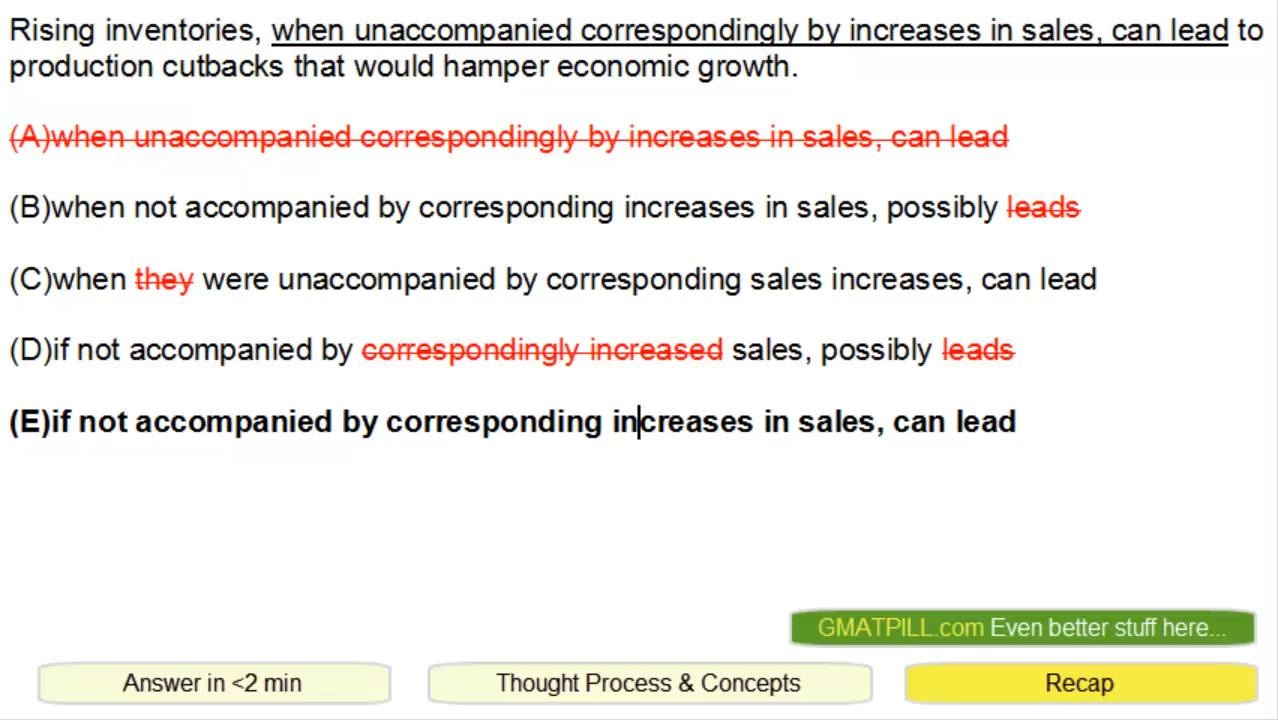 Rising inventories, when unaccompanied correspondingly by increases in sales, can lead to
production cutbacks that would hamper economic growth.
(A)when unaccompanied correspondingly by increases in sales, can lead
(B)when not accompanied by corresponding increases in sales, possibly leads
(C)when they were unaccompanied by corresponding sales increases, can lead
(D)if not accompanied by correspondingly increased sales, possibly leads
(E)if not accompanied by corresponding increases in sales, can lead
GMATPILL.com Even better stuff here...
Answer in <2 min
Thought Process & Concepts
Recap